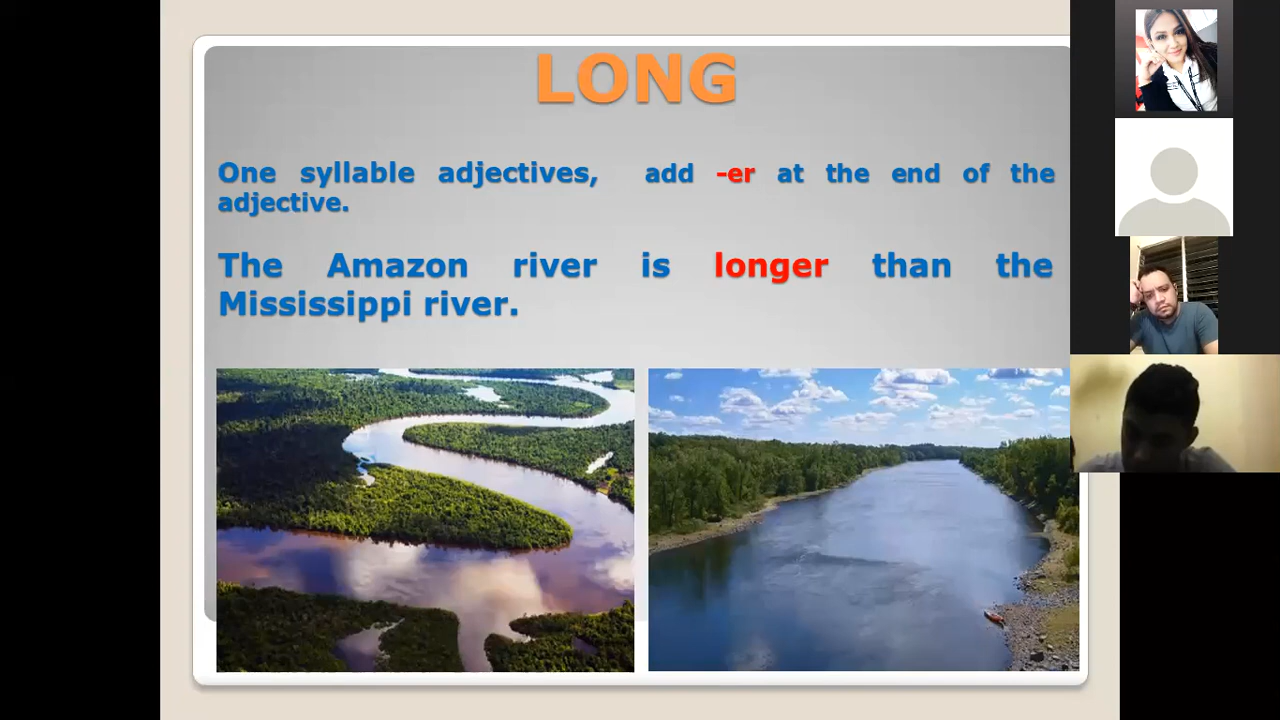 LONG
One syllable adjectives, add -er at the end of the
adjective.
The Amazon river is longer than the
Mississippi river.